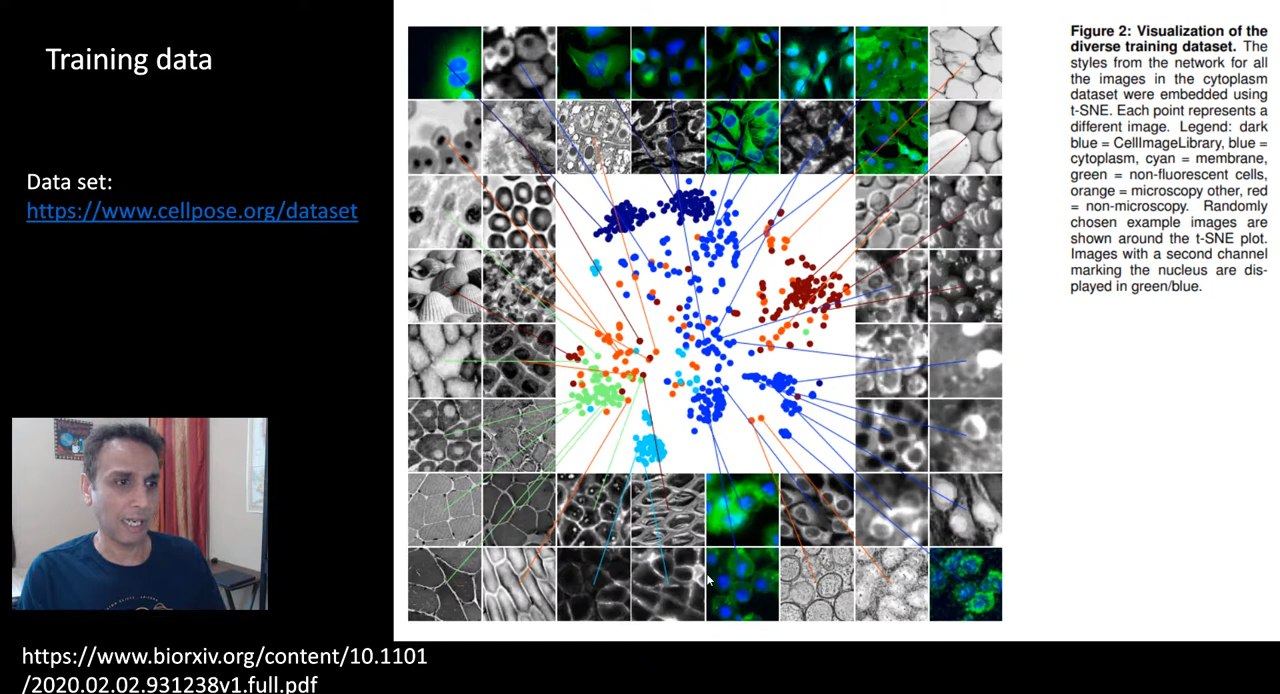 Training data
Data set:
https://www.cellpose.org/dataset
Figure 2: Visualization of the
diverse training dataset. The
styles from the network for all
the images in the cytoplasm
dataset were embedded using
t-SNE. Each point represents a
different image. Legend: dark
blue = CellImageLibrary, blue =
cytoplasm, cyan = membrane,
green = non-fluorescent cells,
orange = microscopy other, red
= non-microscopy. Randomly
chosen example images are
shown around the t-SNE plot.
Images with a second channel
marking the nucleus are dis-
played in green/blue.
https://www.biorxiv.org/content/10.1101
/2020.02.02.931238v1.full.pdf